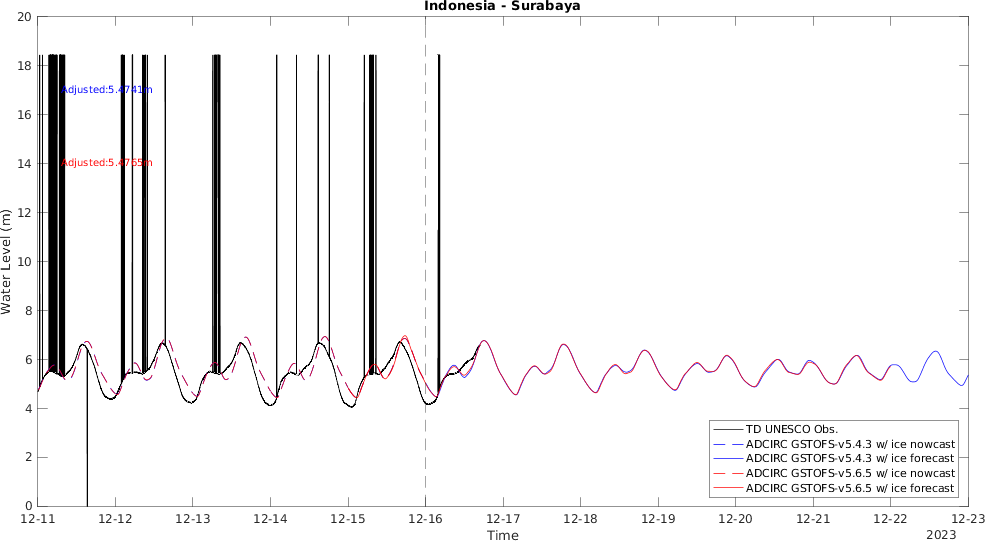 Indonesia - Surabaya
20
18
16
14
12
10
8
6
4
2
0
Water Level (m)
Adjusted:5.4741m
Adjusted:5.4765m
TD UNESCO Obs.
ADCIRC GSTOFS-v5.4.3 w/ ice nowcast
ADCIRC GSTOFS-v5.4.3 w/ ice forecast
ADCIRC GSTOFS-v5.6.5 w/ ice nowcast
ADCIRC GSTOFS-v5.6.5 w/ ice forecast
12-11 12-12 12-13 12-14 12-15 12-16 12-17 12-18 12-19 12-20 12-21 12-22 12-23
Time
2023